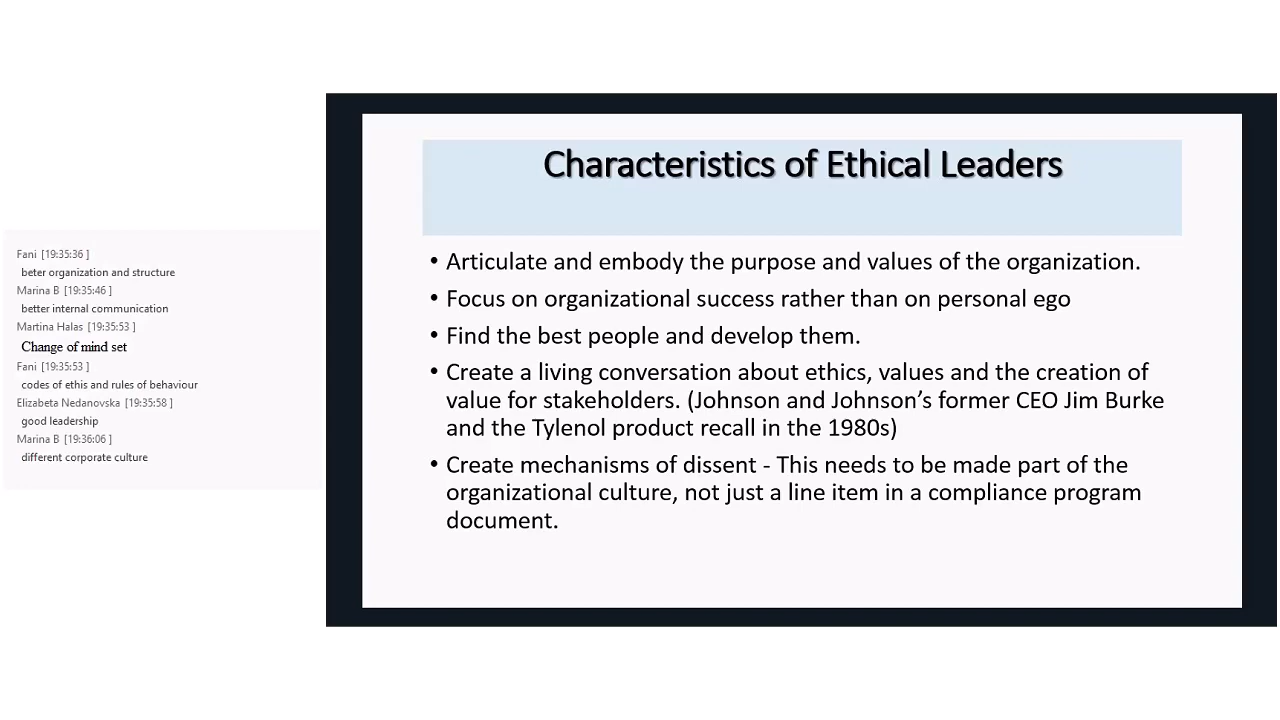 Fani [19:35:36 ]
beter organization and structure
Marina B [19:35:46 ]
better internal communication
Martina Halas [19:35:53 ]
Change of mind set
Fani [19:35:53 ]
codes of ethis and rules of behaviour
Elizabeta Nedanovska [19:35:58 ]
good leadership
Marina B [19:36:06 ]
different corporate culture
Characteristics of Ethical Leaders
• Articulate and embody the purpose and values of the organization.
• Focus on organizational success rather than on personal ego
• Find the best people and develop them.
• Create a living conversation about ethics, values and the creation of
value for stakeholders. (Johnson and Johnson’s former CEO Jim Burke
and the Tylenol product recall in the 1980s)
• Create mechanisms of dissent - This needs to be made part of the
organizational culture, not just a line item in a compliance program
document.